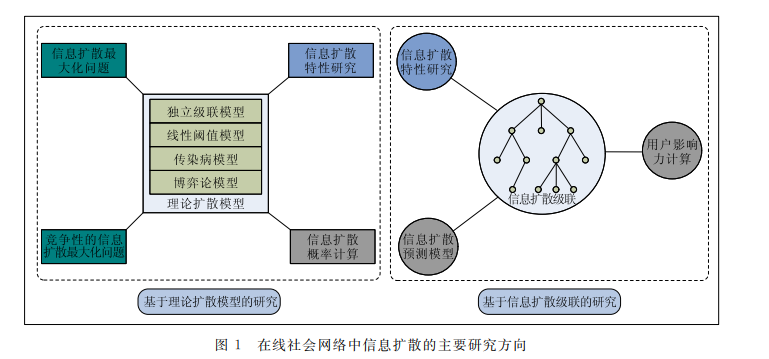 信息扩散最
大化问题
信息扩散
特性研究
独立级联模型
线性阈值模型
传染病模型
博弈论模型
理论扩散模型
竞争性的信息
扩散最大化问题
信息扩散
概率计算
基于理论扩散模型的研究
信息扩散
特性研究
用户影响
力计算
信息扩散级联
信息扩散
预测模型
基于信息扩散级联的研究
图 1 在线社会网络中信息扩散的主要研究方向